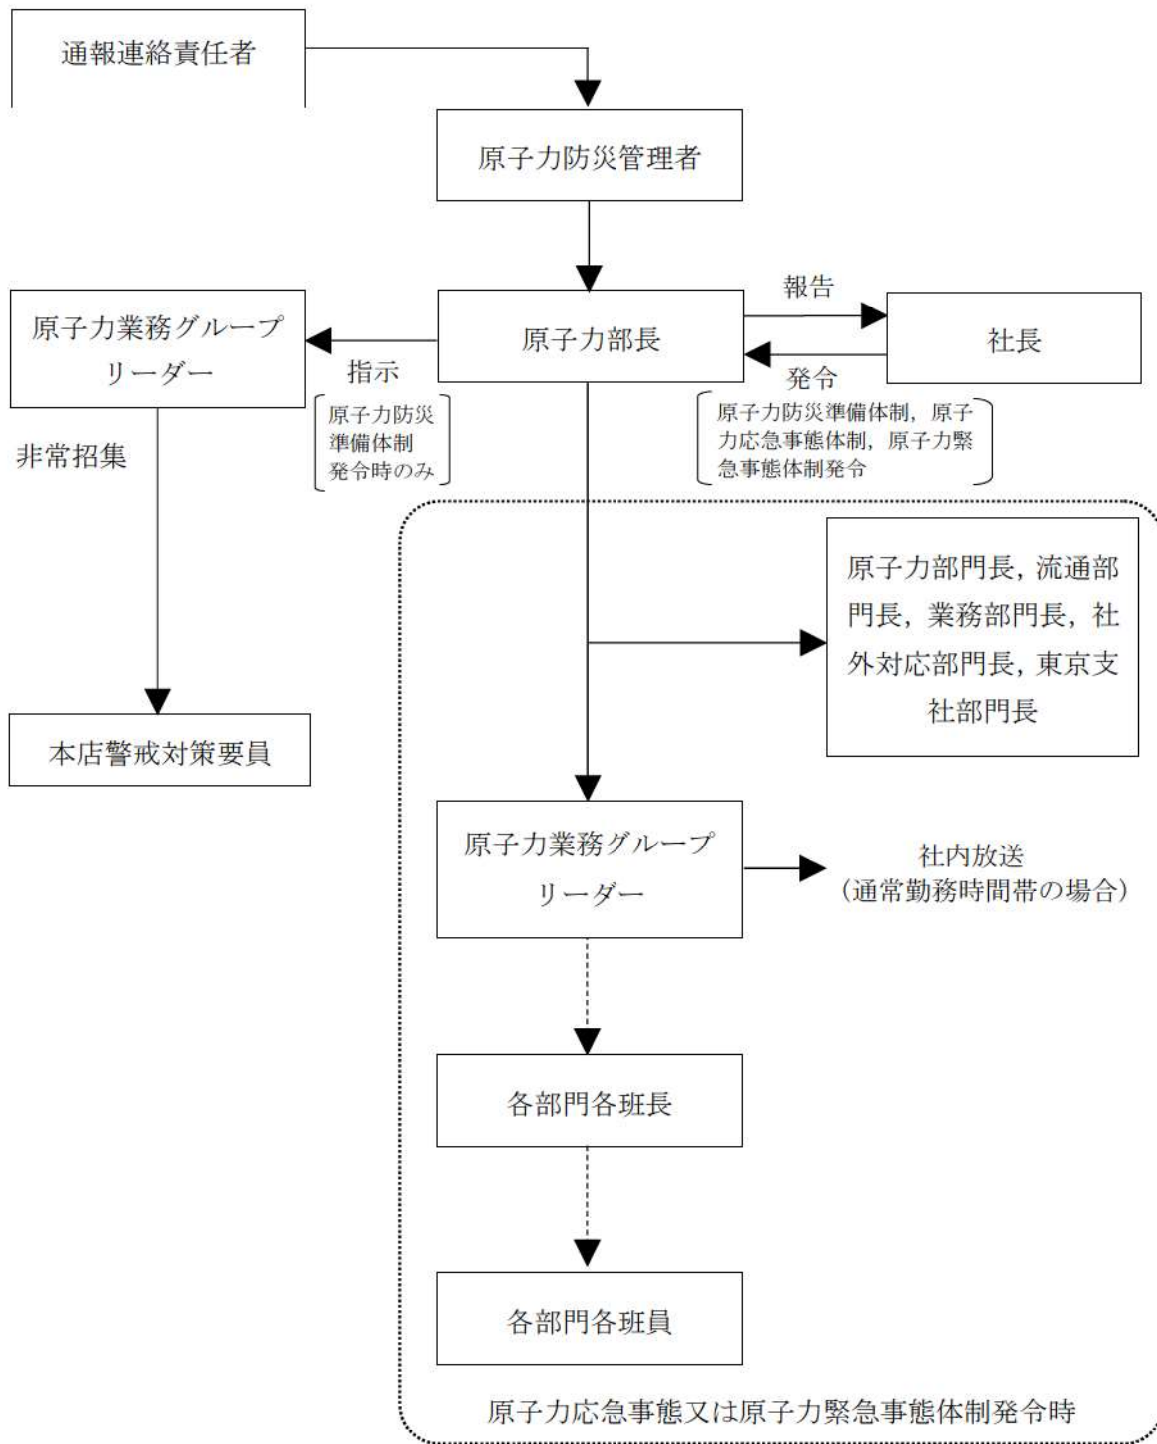 通報連絡責任者
原子力防災管理者
原子力業務グループ
リーダー
指示
原子力防災
準備体制
発令時のみ
原子力部長
報告
発令
原子力防災準備体制，原子
力応急事態体制，原子力緊
急事態体制発令
社長
非常招集
本店警戒対策要員
原子力部門長，流通部
門長，業務部門長，社
外対応部門長，東京支
社部門長
原子力業務グループ
リーダー
社内放送
（通常勤務時間帯の場合）
各部門各班長
各部門各班員
原子力応急事態又は原子力緊急事態体制発令時